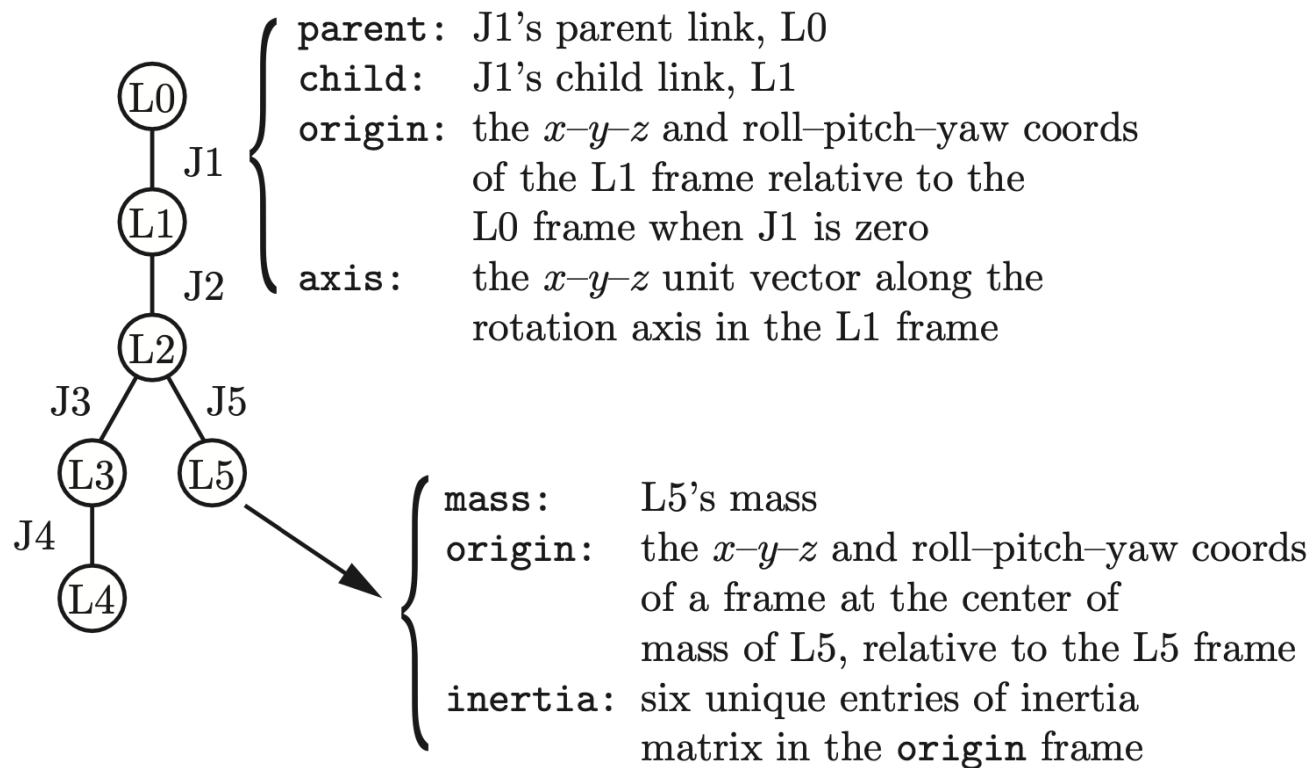 parent: J1's parent link, L0
child: J1's child link, L1
origin: the x–y–z and roll–pitch–yaw coords
of the L1 frame relative to the
L0 frame when J1 is zero
axis: the x–y–z unit vector along the
rotation axis in the L1 frame
L0
J1
L1
J2
L2
J3
J5
L3
L5
J4
L4
mass: L5's mass
origin: the x–y–z and roll–pitch–yaw coords
of a frame at the center of
mass of L5, relative to the L5 frame
inertia: six unique entries of inertia
matrix in the origin frame